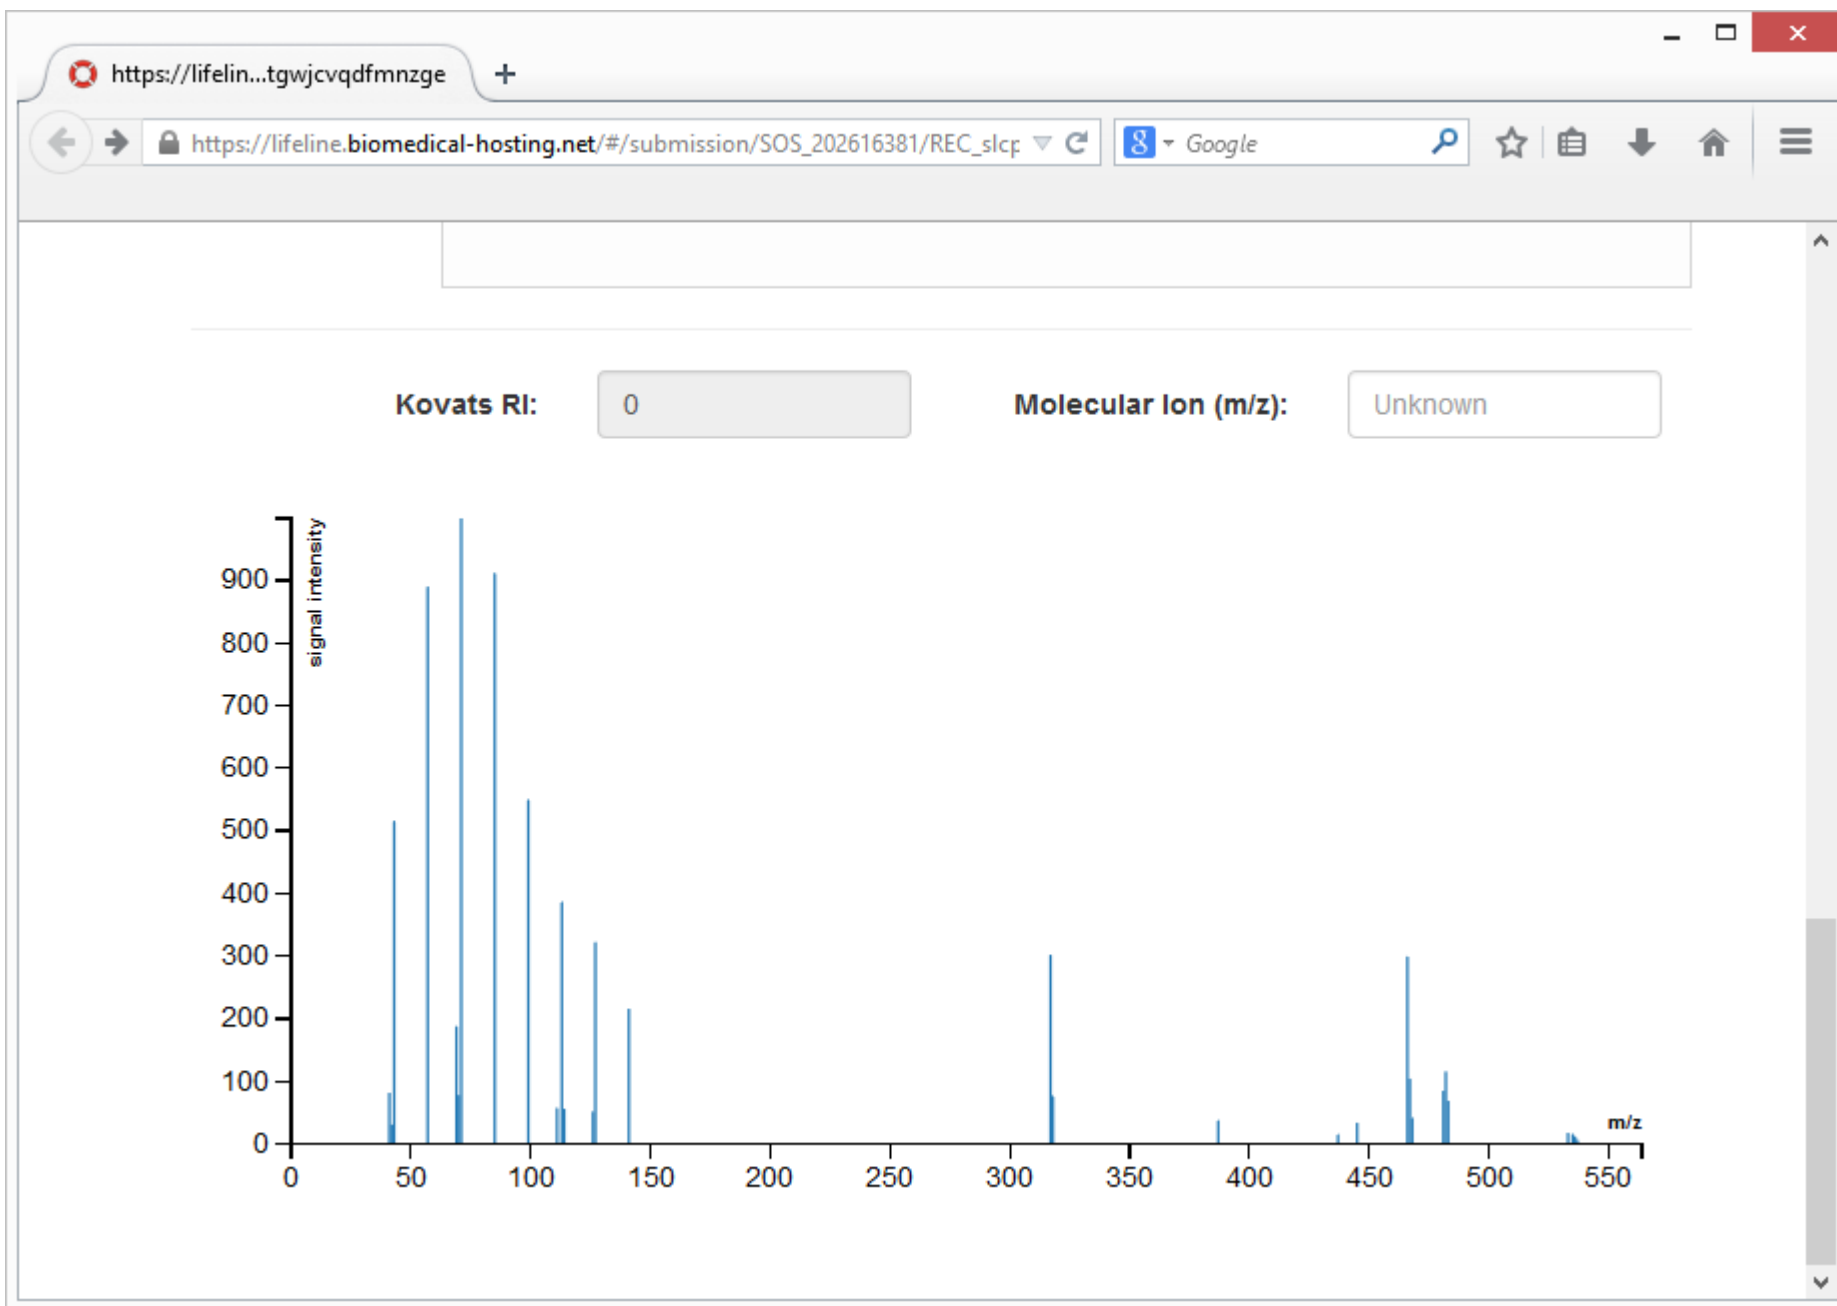 https://lifelin...tgwjcvqdfmnzge
https://lifeline.biomedical-hosting.net/#/submission/SOS_202616381/REC_slcp
Google
Kovats RI: 0 Molecular Ion (m/z): Unknown
signal intensity
900
800
700
600
500
400
300
200
100
0
m/z
0 50 100 150 200 250 300 350 400 450 500 550